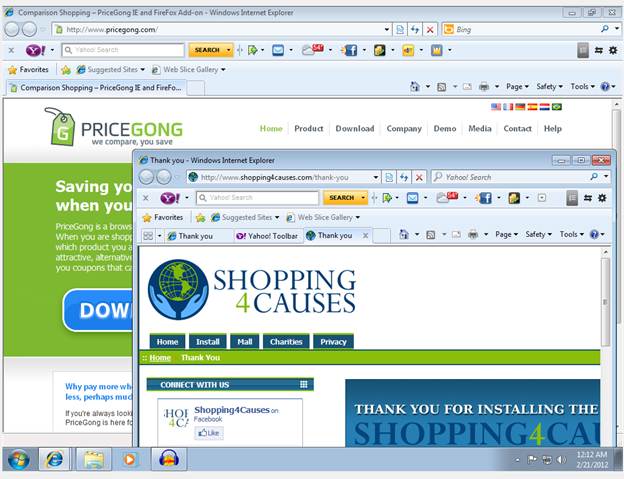 Comparison Shopping – PriceGong IE and FireFox Add-on - Windows Internet Explorer
http://www.pricegong.com/
Bing
Yahoo! Search
SEARCH
54°
Favorites
Suggested Sites
Web Slice Gallery
Comparison Shopping – PriceGong IE and FireFo...
Page
Safety
Tools
PRICEGONG
we compare, you save
Home
Product
Download
Company
Demo
Media
Contact
Help
Saving yo
when you
PriceGong is a brows
When you are shopp
which product you a
attractive, alternative
you coupons that ca
DOW
Why pay more whe
less, perhaps much
If you're always looki
PriceGong is here fo
Thank you - Windows Internet Explorer
http://www.shopping4causes.com/thank-you
Yahoo! Search
Yahoo! Search
SEARCH
54°
Favorites
Suggested Sites
Web Slice Gallery
Thank you
Yahoo! Toolbar
Thank you
Page
Safety
Tools
SHOPPING
4CAUSES
Home
Install
Mall
Charities
Privacy
:: Home
Thank You
CONNECT WITH US
Shopping4Causes on
Facebook
Like
THANK YOU FOR INSTALLING THE
SHOPPING4CAU
12:12 AM
2/21/2012